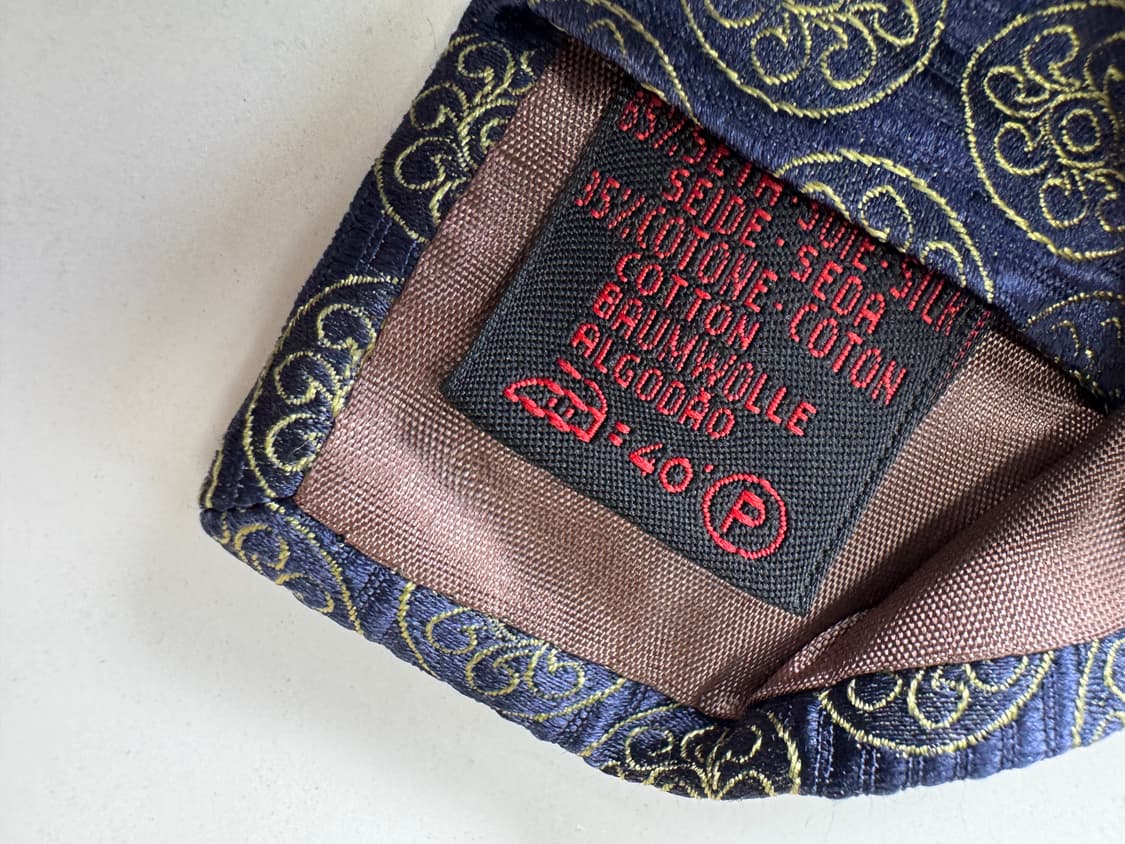 65% SETA · SOIE · SILK
SEIDE · SEDA
35% COTONE · COTON
COTTON
BAUMWOLLE
ALGODÃO
= 40° P